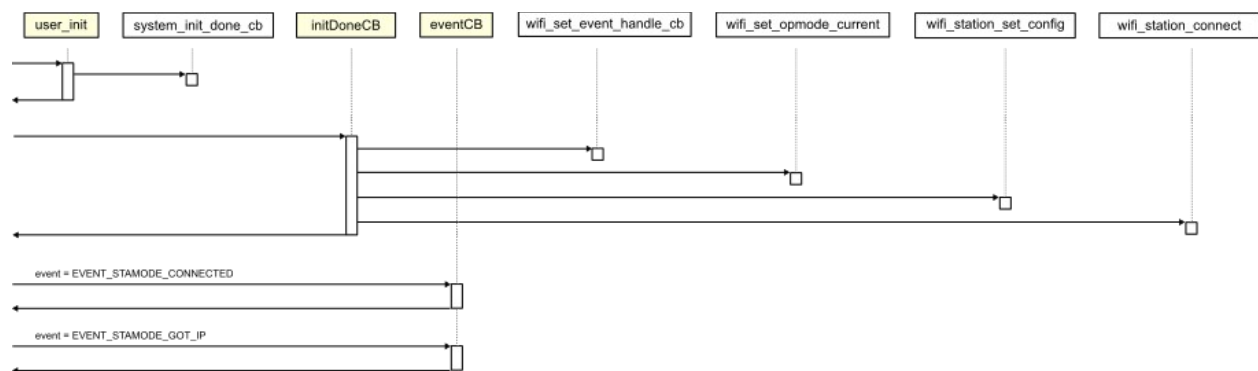 user_init
system_init_done_cb
initDoneCB
eventCB
wifi_set_event_handle_cb
wifi_set_opmode_current
wifi_station_set_config
wifi_station_connect
event = EVENT_STAMODE_CONNECTED
event = EVENT_STAMODE_GOT_IP